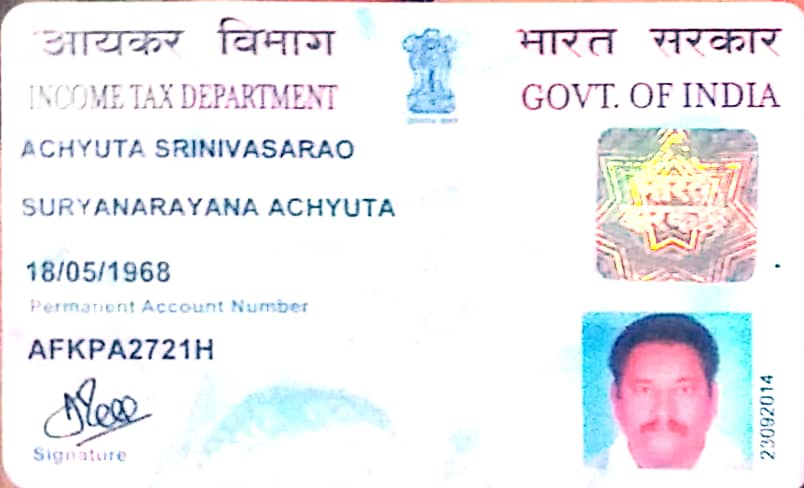 आयकर विभाग
भारत सरकार
INCOME TAX DEPARTMENT
GOVT. OF INDIA
ACHYUTA SRINIVASARAO
SURYANARAYANA ACHYUTA
18/05/1968
Permanent Account Number
AFKPA2721H
Signature
23092014